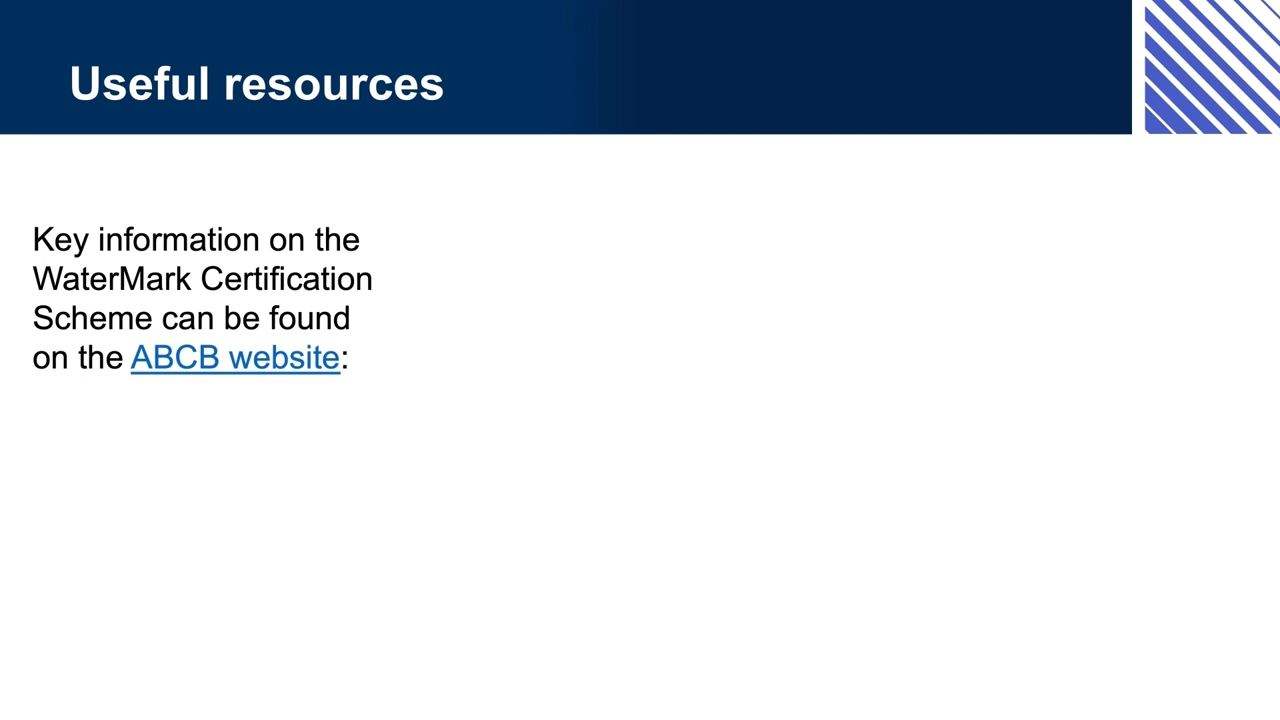 Useful resources
Key information on the
WaterMark Certification
Scheme can be found
on the ABCB website: